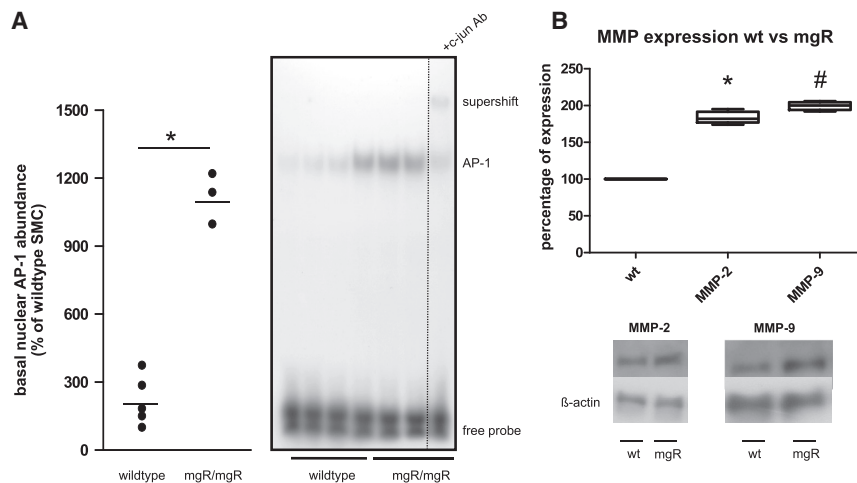 A
basal nuclear AP-1 abundance
(% of wildtype SMC)
1500
1200
900
600
300
0
*
wildtype
mgR/mgR
+c-jun Ab
supershift
AP-1
free probe
wildtype
mgR/mgR
B
MMP expression wt vs mgR
percentage of expression
250
200
150
100
50
0
*
#
wt
MMP-2
MMP-9
MMP-2
MMP-9
ß-actin
wt
mgR
wt
mgR